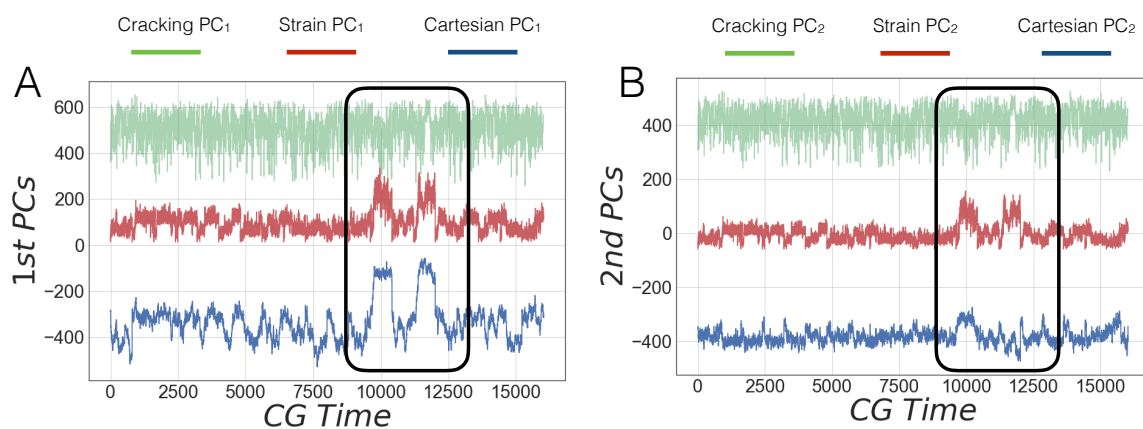 Cracking PC₁ Strain PC₁ Cartesian PC₁
A
600
400
200
0
−200
−400
1st PCs
0 2500 5000 7500 10000 12500 15000
CG Time
Cracking PC₂ Strain PC₂ Cartesian PC₂
B
400
200
0
−200
−400
2nd PCs
0 2500 5000 7500 10000 12500 15000
CG Time